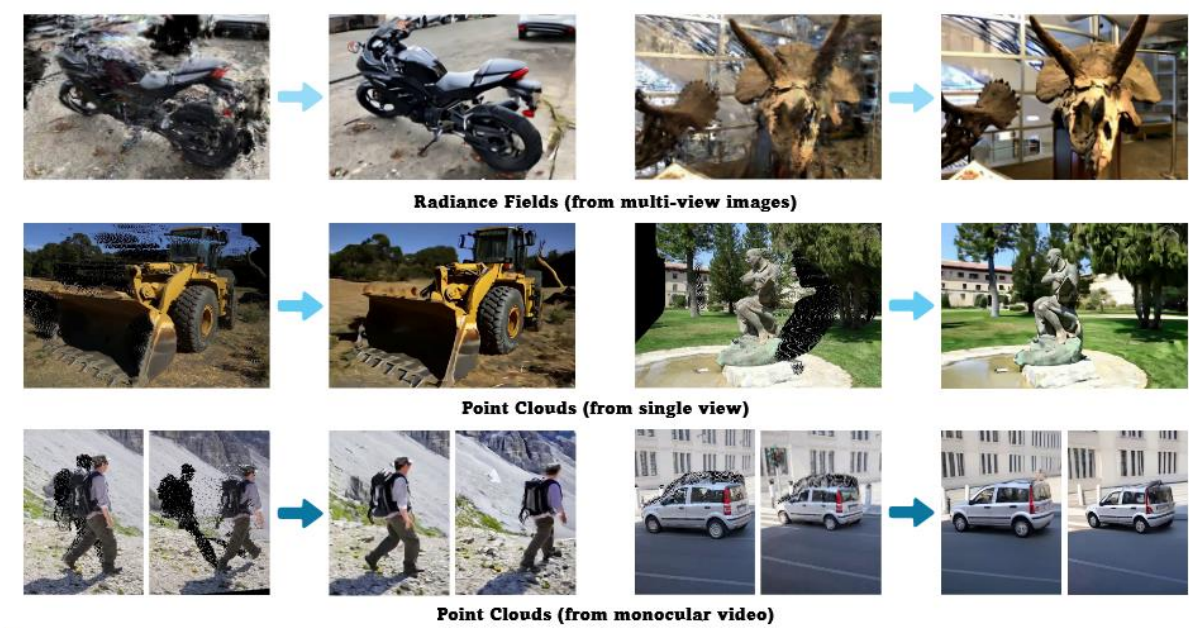 Radiance Fields (from multi-view images)
Point Clouds (from single view)
Point Clouds (from monocular video)